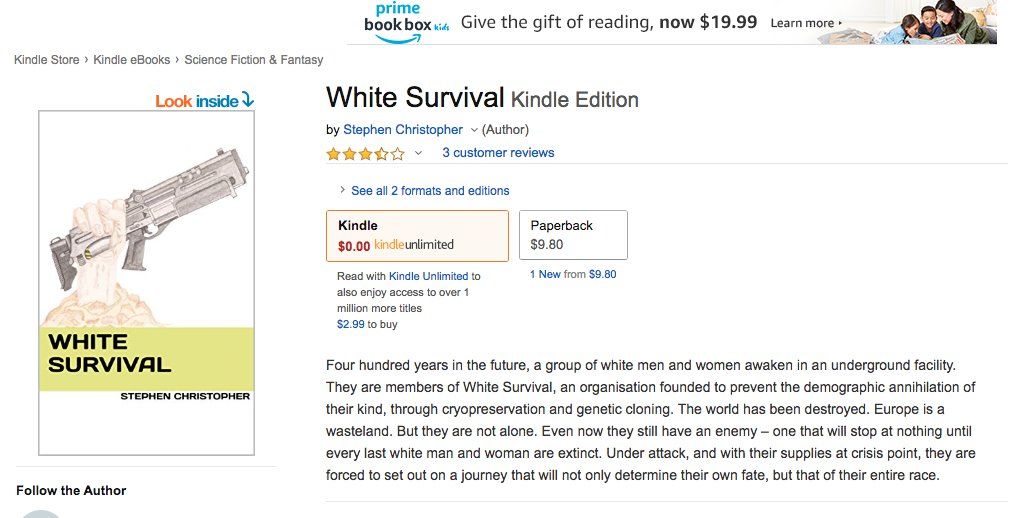 prime
book box kids
Give the gift of reading, now $19.99 Learn more
Kindle Store › Kindle eBooks › Science Fiction & Fantasy
Look inside
White Survival Kindle Edition
by Stephen Christopher (Author)
3 customer reviews
See all 2 formats and editions
Kindle
$0.00 kindleunlimited
Paperback
$9.80
Read with Kindle Unlimited to
also enjoy access to over 1
million more titles
$2.99 to buy
1 New from $9.80
WHITE
SURVIVAL
STEPHEN CHRISTOPHER
Four hundred years in the future, a group of white men and women awaken in an underground facility.
They are members of White Survival, an organisation founded to prevent the demographic annihilation of
their kind, through cryopreservation and genetic cloning. The world has been destroyed. Europe is a
wasteland. But they are not alone. Even now they still have an enemy – one that will stop at nothing until
every last white man and woman are extinct. Under attack, and with their supplies at crisis point, they are
forced to set out on a journey that will not only determine their own fate, but that of their entire race.
Follow the Author